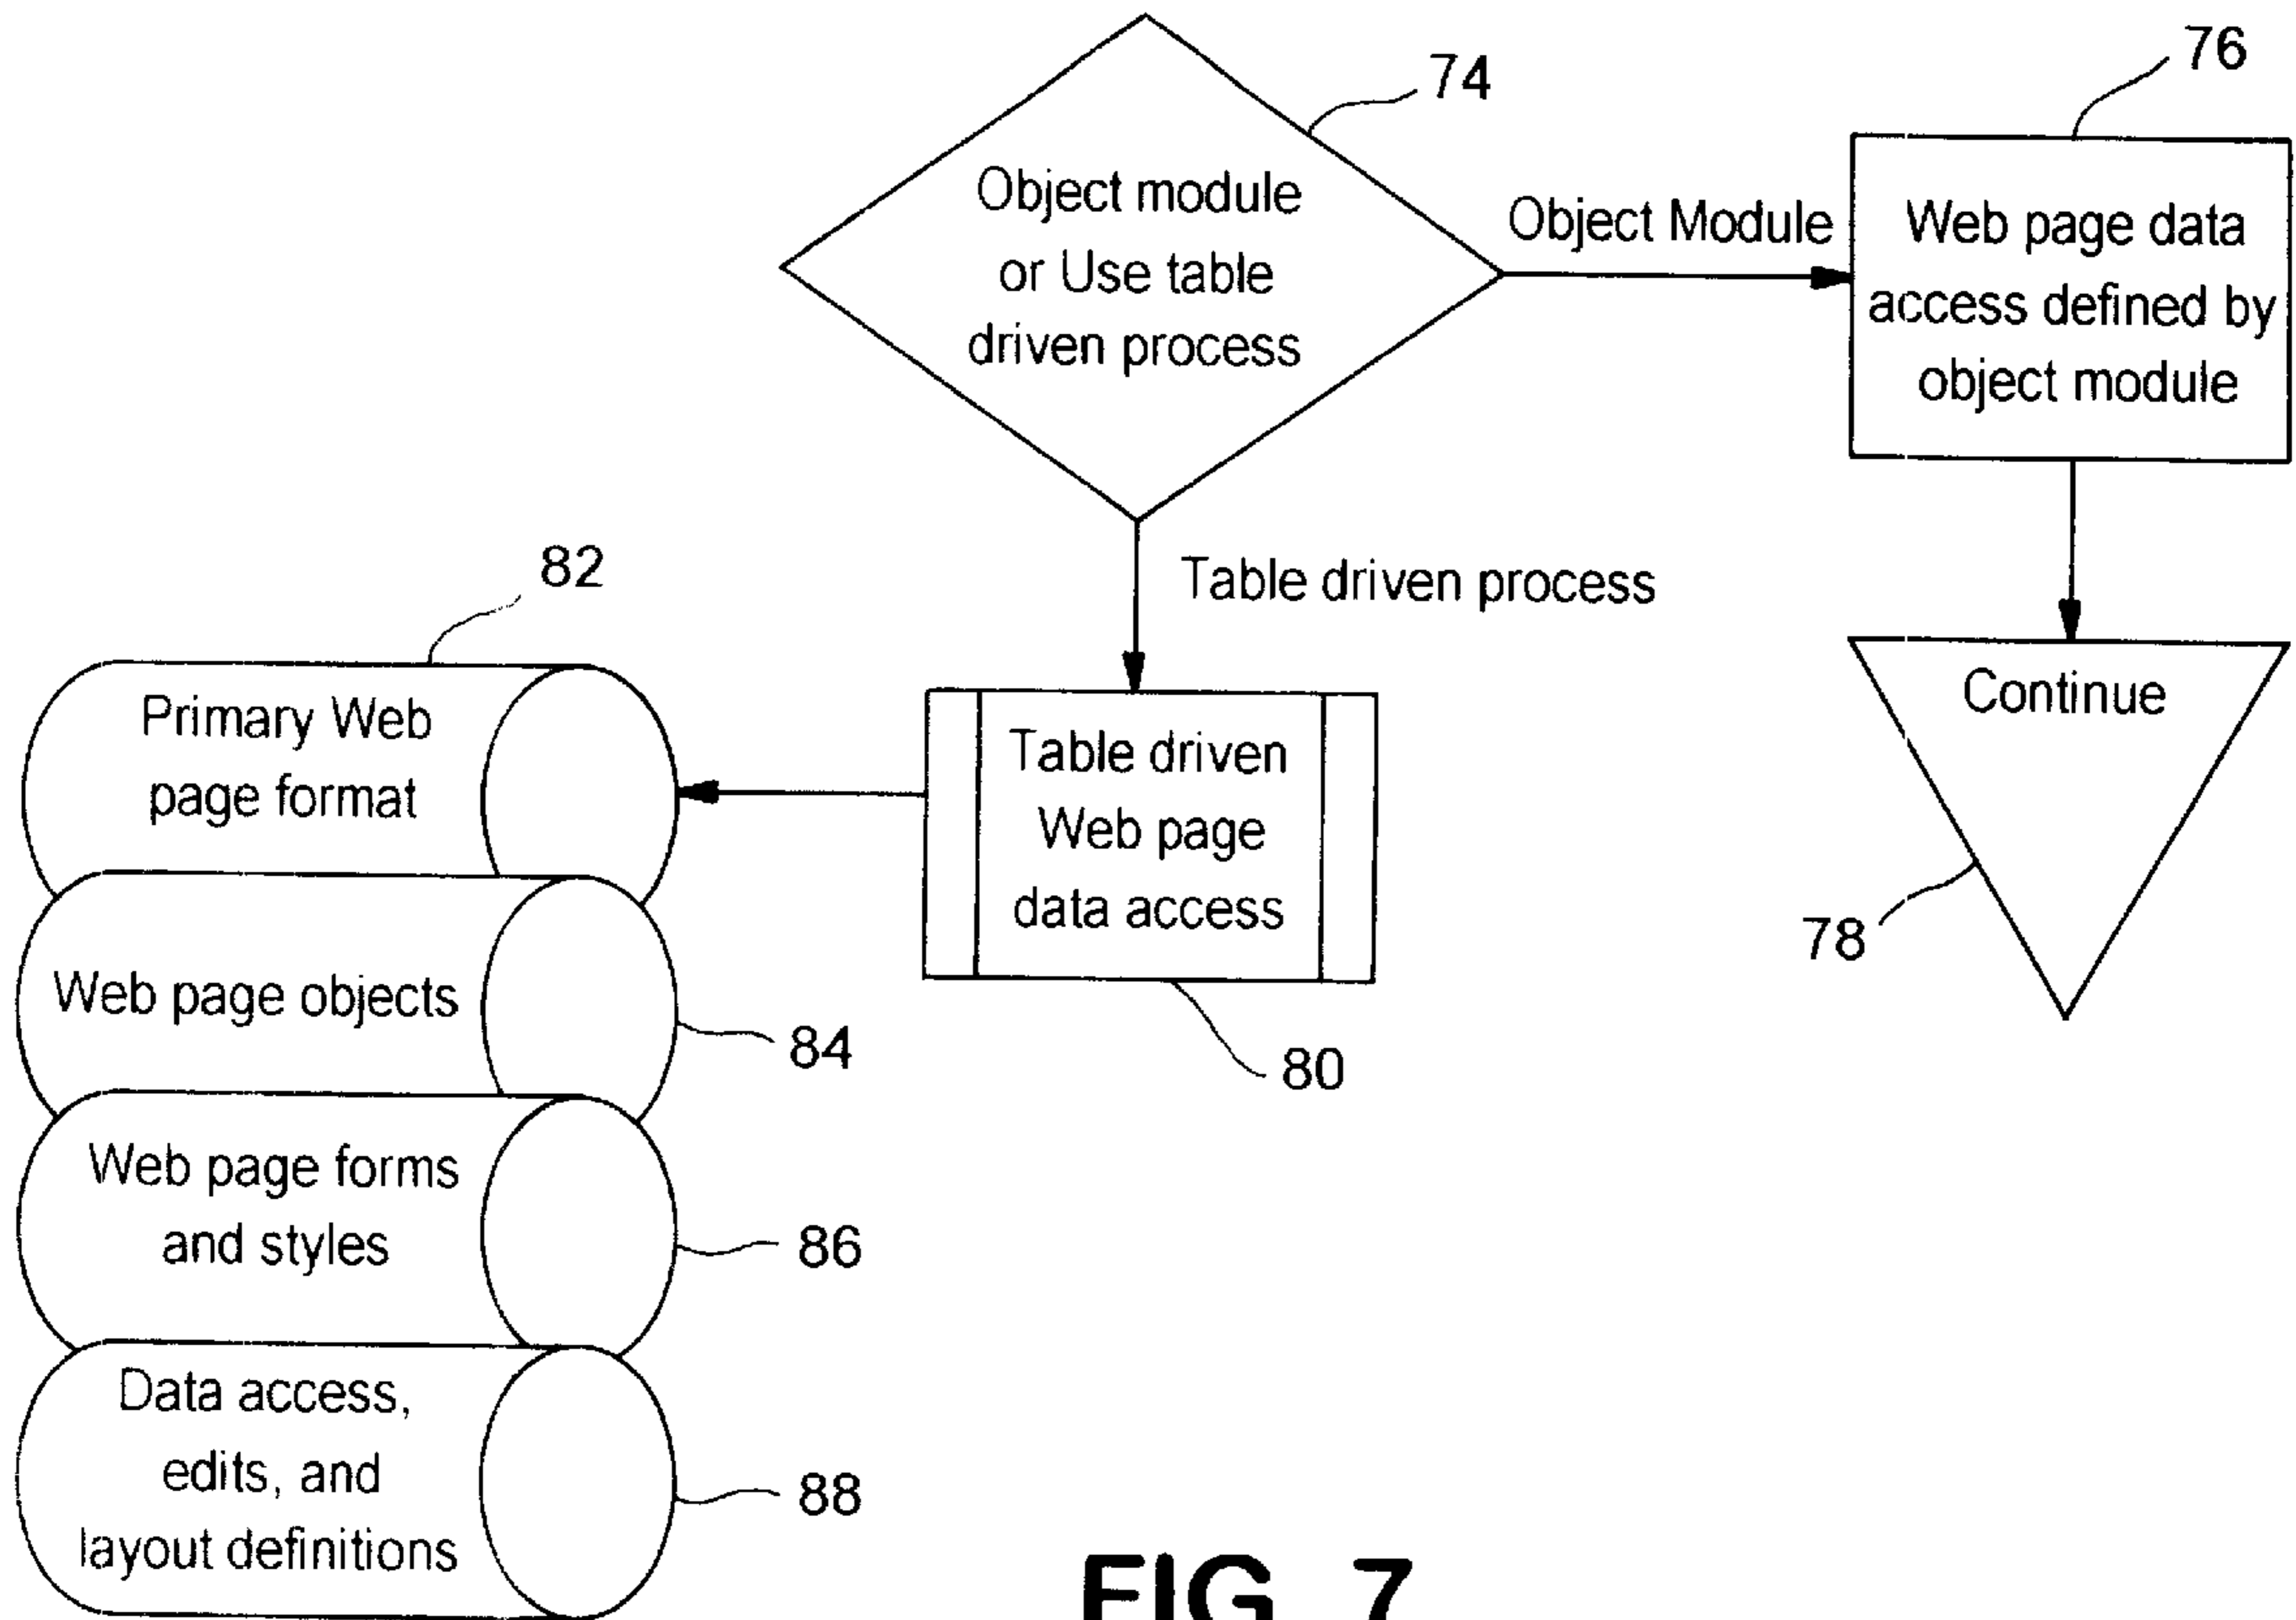 74
76
Object module
or Use table
driven process
Object Module
Web page data
access defined by
object module
Table driven process
Continue
78
82
Primary Web
page format
Table driven
Web page
data access
80
Web page objects
84
Web page forms
and styles
86
Data access,
edits, and
layout definitions
88
FIG. 7